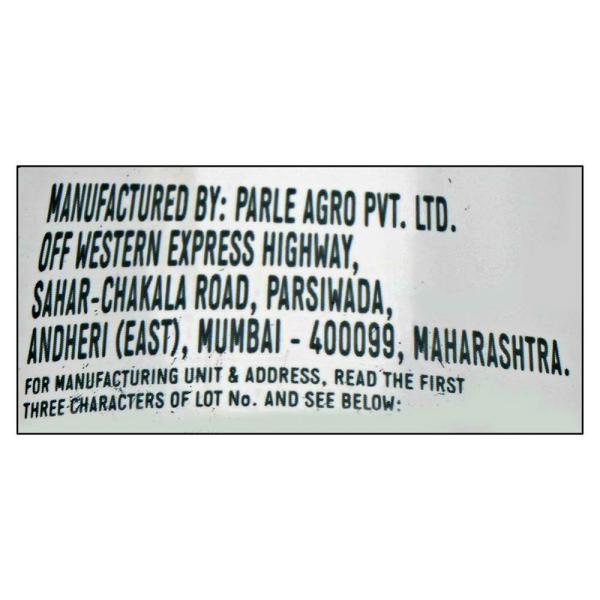 MANUFACTURED BY: PARLE AGRO PVT. LTD.
OFF WESTERN EXPRESS HIGHWAY,
SAHAR-CHAKALA ROAD, PARSIWADA,
ANDHERI (EAST), MUMBAI - 400099, MAHARASHTRA.
FOR MANUFACTURING UNIT & ADDRESS, READ THE FIRST
THREE CHARACTERS OF LOT No. AND SEE BELOW: